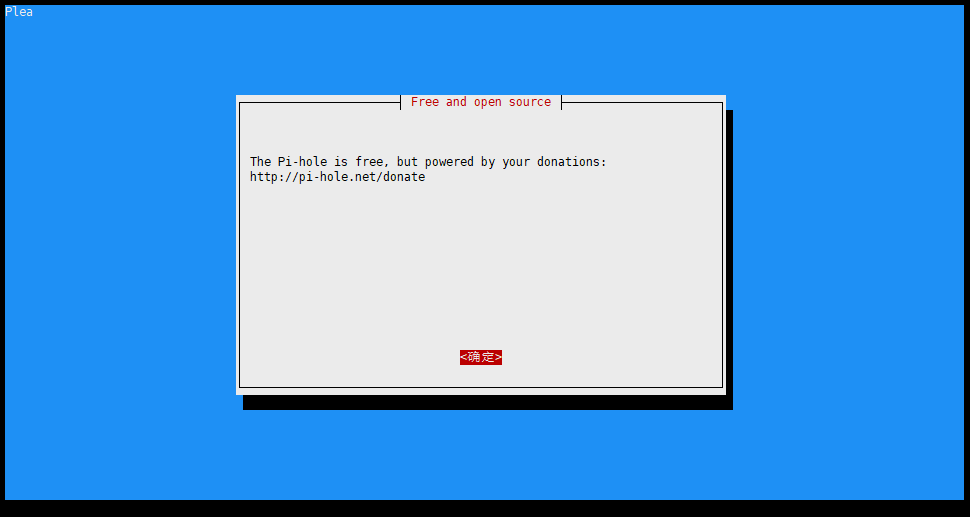 Plea
Free and open source
The Pi-hole is free, but powered by your donations:
http://pi-hole.net/donate
<确定>